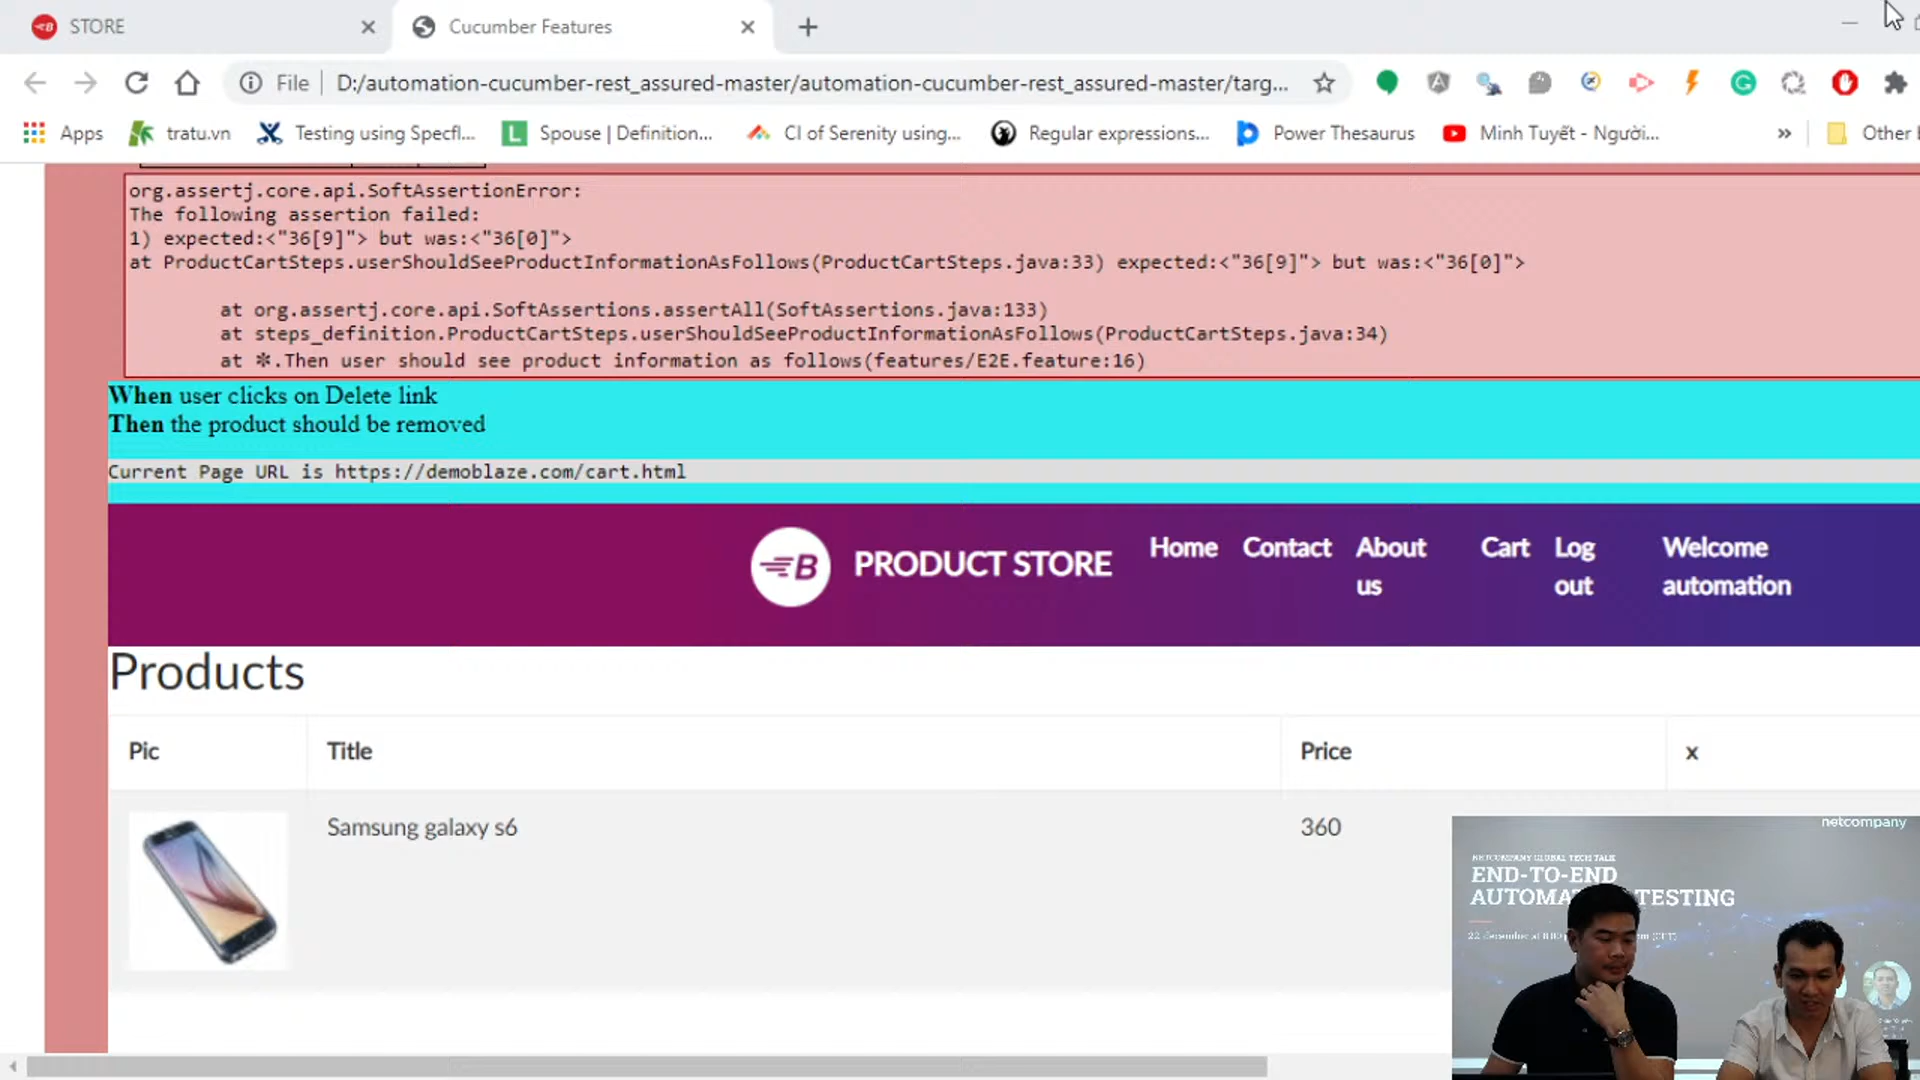 STORE
Cucumber Features
File
D:/automation-cucumber-rest_assured-master/automation-cucumber-rest_assured-master/targ...
Apps
tratu.vn
Testing using Specfl...
Spouse | Definition...
CI of Serenity using...
Regular expressions...
Power Thesaurus
Minh Tuyết - Người...
»
Other
org.assertj.core.api.SoftAssertionError:
The following assertion failed:
1) expected:<"36[9]"> but was:<"36[0]">
at ProductCartSteps.userShouldSeeProductInformationAsFollows(ProductCartSteps.java:33) expected:<"36[9]"> but was:<"36[0]">
at org.assertj.core.api.SoftAssertions.assertAll(SoftAssertions.java:133)
at steps_definition.ProductCartSteps.userShouldSeeProductInformationAsFollows(ProductCartSteps.java:34)
at ✽.Then user should see product information as follows(features/E2E.feature:16)
When user clicks on Delete link
Then the product should be removed
Current Page URL is https://demoblaze.com/cart.html
B PRODUCT STORE
Home Contact About us Cart Log out Welcome automation
Products
Pic Title Price x
Samsung galaxy s6 360
netcompany
NETCOMPANY GLOBAL TECH TALK
END-TO-END
TESTING
22 december at